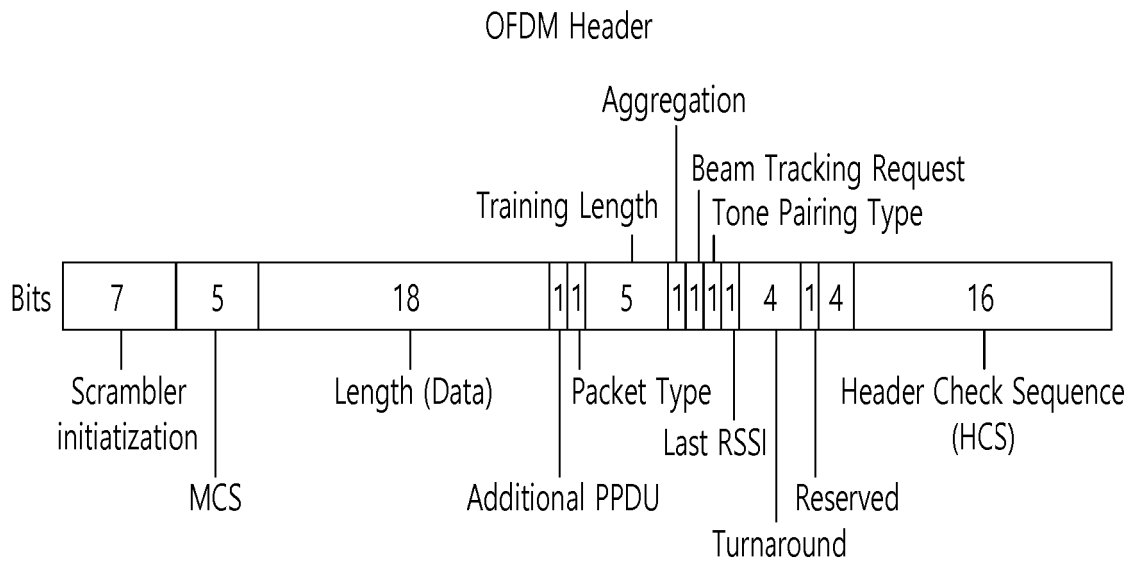 OFDM Header
Aggregation
Beam Tracking Request
Training Length
Tone Pairing Type
Bits 7 5 18 1 1 5 1 1 1 1 4 1 4 16
Scrambler
initiatization
Length (Data)
Packet Type
Header Check Sequence
(HCS)
Last RSSI
MCS
Additional PPDU
Reserved
Turnaround